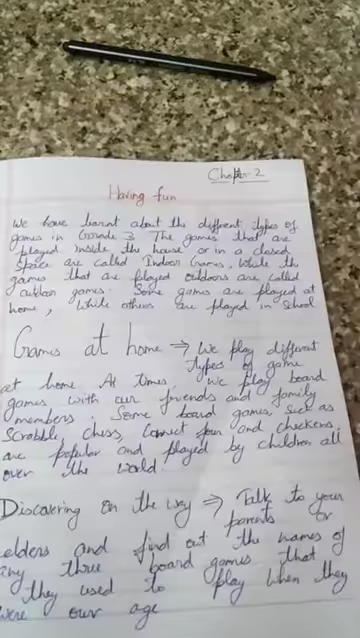 Chapter-2
Having fun
We have learnt about the different types of
games in Grade 3. The games that are
played inside the house or in a closed
space are called Indoor Games, while the
games that are played outdoors are called
outdoor games. Some games are played at
home, while others are played in school
Games at home → We play different
types of game
at home. At times, we play board
games with our friends and family
members. Some board games, such as
Scrabble, Chess, Connect four and checkers,
are popular and played by children all
over the world.
Discovering on the way ⇒ Talk to your
parents or
elders and find out the names of
any three board games that
they used to play when they
were our age